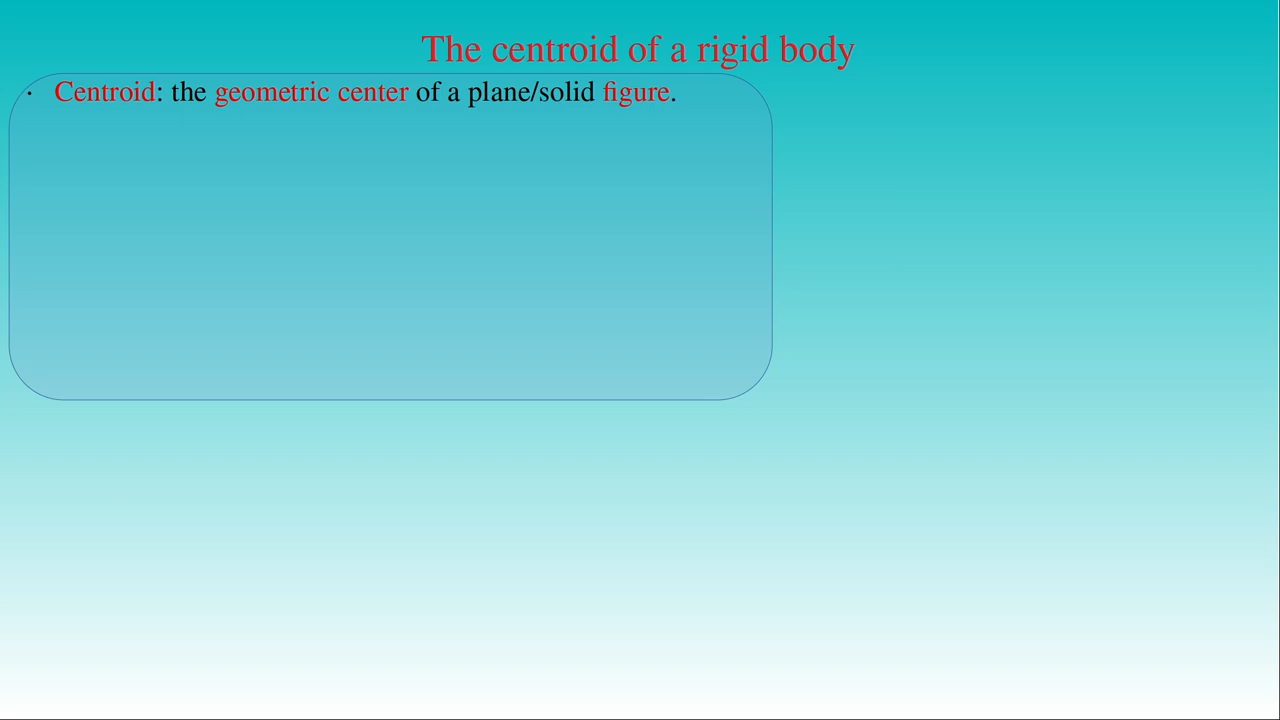 The centroid of a rigid body
· Centroid: the geometric center of a plane/solid figure.